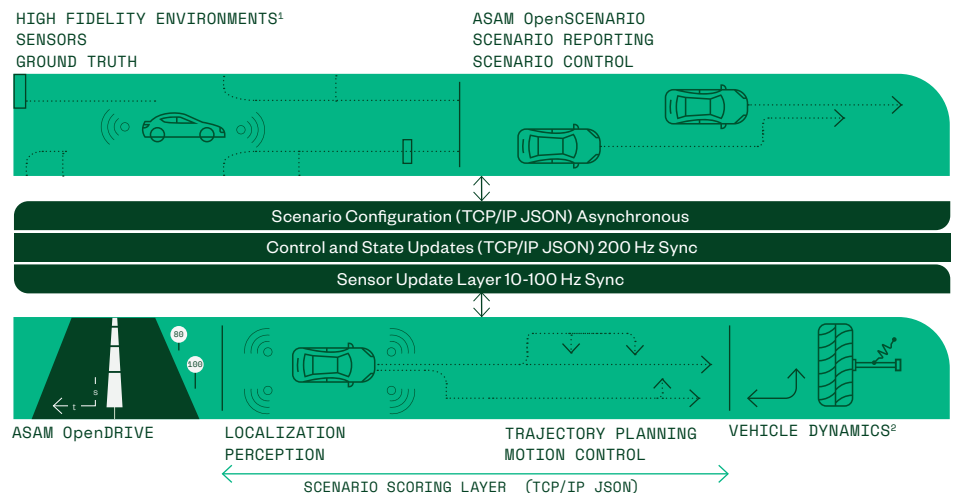 HIGH FIDELITY ENVIRONMENTS¹
SENSORS
GROUND TRUTH
ASAM OpenSCENARIO
SCENARIO REPORTING
SCENARIO CONTROL
Scenario Configuration (TCP/IP JSON) Asynchronous
Control and State Updates (TCP/IP JSON) 200 Hz Sync
Sensor Update Layer 10-100 Hz Sync
80
100
s
t
ASAM OpenDRIVE
LOCALIZATION
PERCEPTION
TRAJECTORY PLANNING
MOTION CONTROL
VEHICLE DYNAMICS²
SCENARIO SCORING LAYER (TCP/IP JSON)